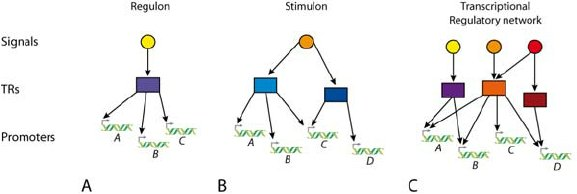 Regulon
Stimulon
Transcriptional
Regulatory network
Signals
TRs
Promoters
A
B
C
A
B
C
D
A
B
C
D
A
B
C